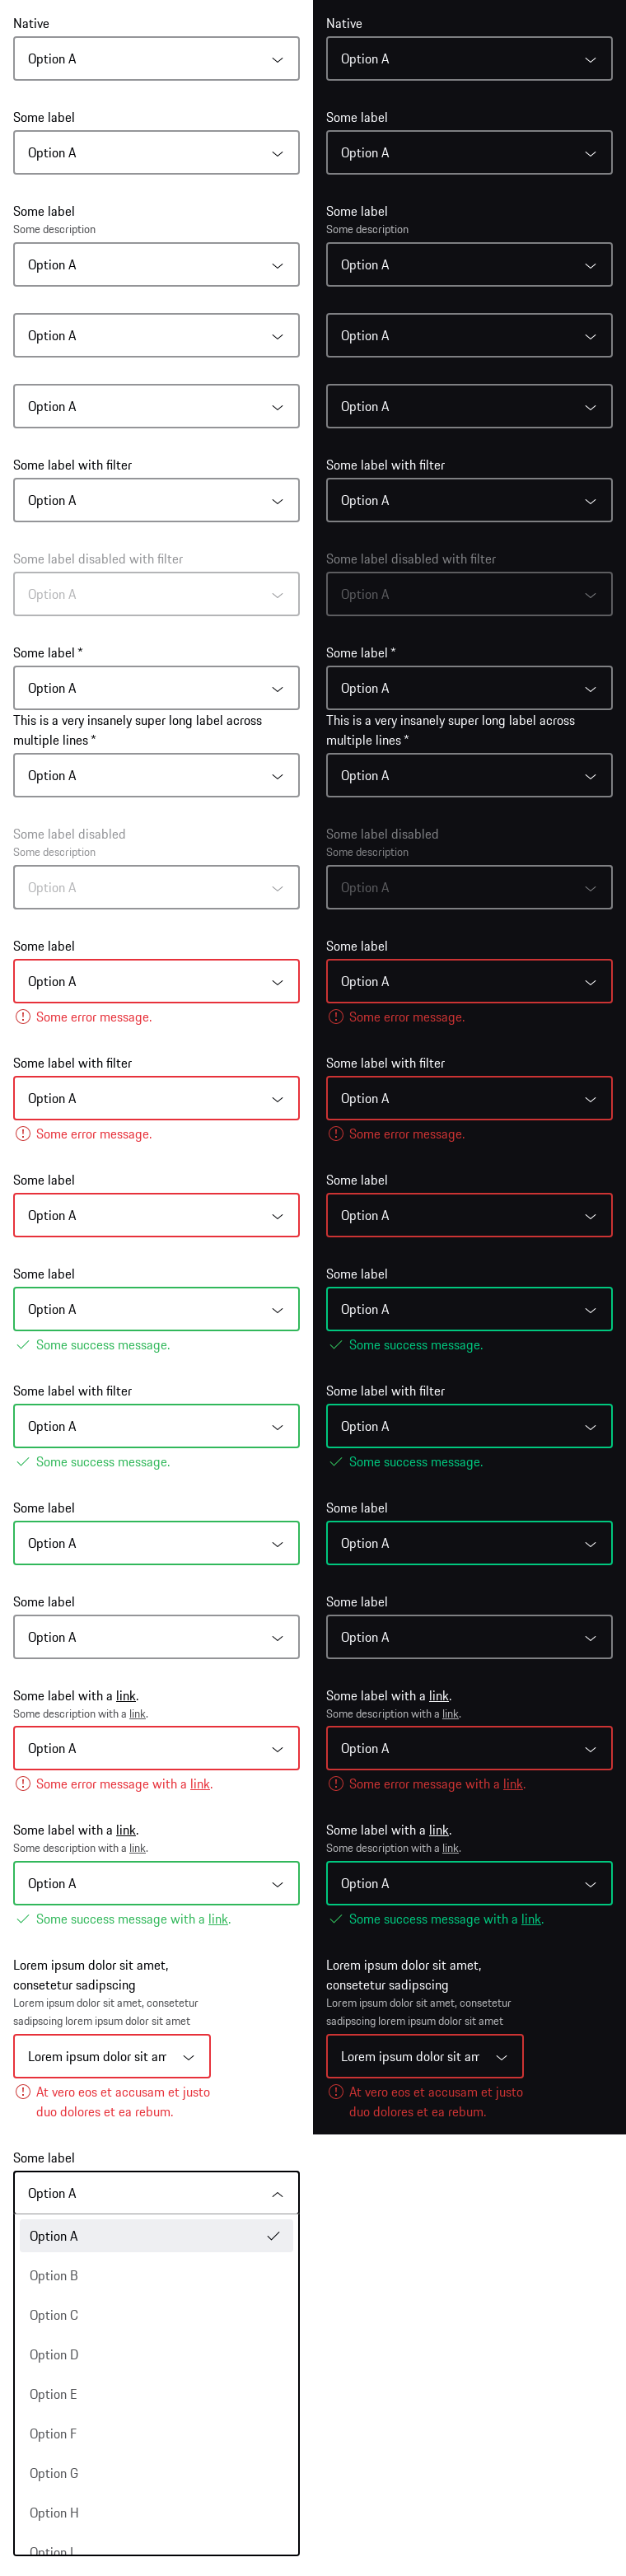 Native
Option A
Some label
Option A
Some label
Some description
Option A
Option A
Option A
Some label with filter
Option A
Some label disabled with filter
Option A
Some label *
Option A
This is a very insanely super long label across
multiple lines *
Option A
Some label disabled
Some description
Option A
Some label
Option A
Some error message.
Some label with filter
Option A
Some error message.
Some label
Option A
Some label
Option A
Some success message.
Some label with filter
Option A
Some success message.
Some label
Option A
Some label
Option A
Some label with a link.
Some description with a link.
Option A
Some error message with a link.
Some label with a link.
Some description with a link.
Option A
Some success message with a link.
Lorem ipsum dolor sit amet,
consetetur sadipscing
Lorem ipsum dolor sit amet, consetetur
sadipscing lorem ipsum dolor sit amet
Lorem ipsum dolor sit am
At vero eos et accusam et justo
duo dolores et ea rebum.
Some label
Option A
Option A
Option B
Option C
Option D
Option E
Option F
Option G
Option H
Option I
Native
Option A
Some label
Option A
Some label
Some description
Option A
Option A
Option A
Some label with filter
Option A
Some label disabled with filter
Option A
Some label *
Option A
This is a very insanely super long label across
multiple lines *
Option A
Some label disabled
Some description
Option A
Some label
Option A
Some error message.
Some label with filter
Option A
Some error message.
Some label
Option A
Some label
Option A
Some success message.
Some label with filter
Option A
Some success message.
Some label
Option A
Some label
Option A
Some label with a link.
Some description with a link.
Option A
Some error message with a link.
Some label with a link.
Some description with a link.
Option A
Some success message with a link.
Lorem ipsum dolor sit amet,
consetetur sadipscing
Lorem ipsum dolor sit amet, consetetur
sadipscing lorem ipsum dolor sit amet
Lorem ipsum dolor sit am
At vero eos et accusam et justo
duo dolores et ea rebum.